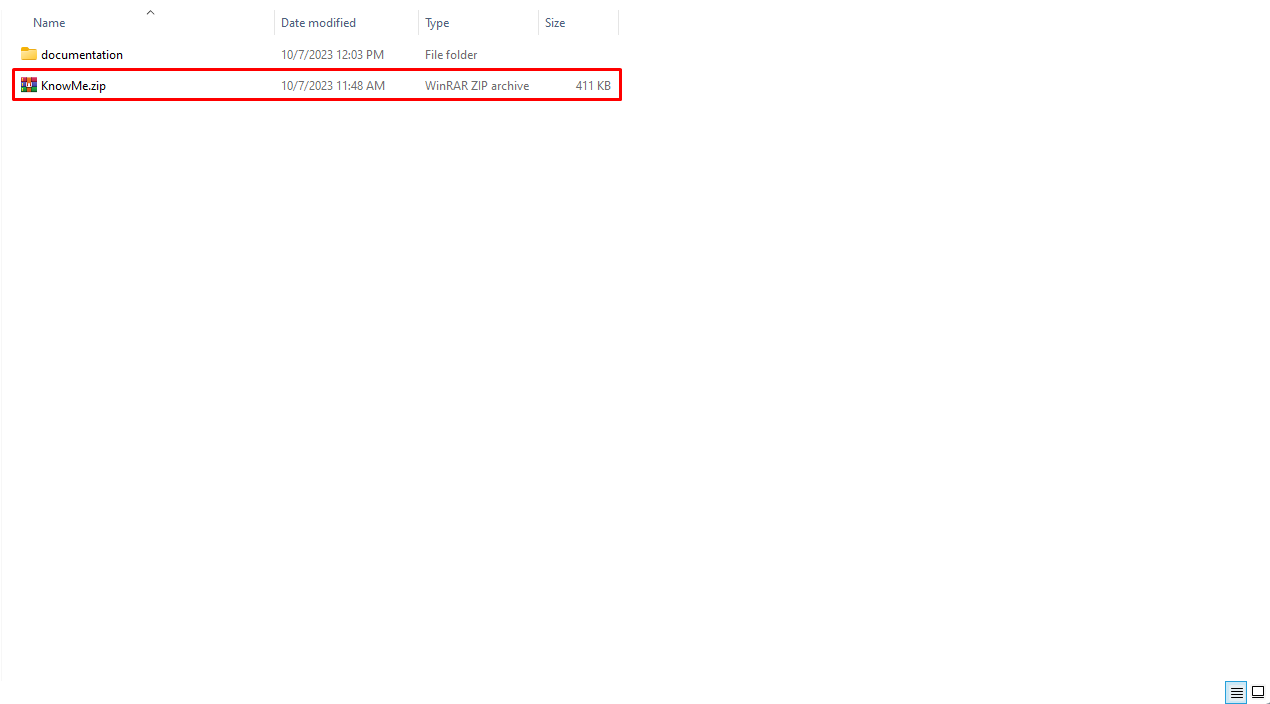 Name Date modified Type Size
documentation 10/7/2023 12:03 PM File folder
KnowMe.zip 10/7/2023 11:48 AM WinRAR ZIP archive 411 KB